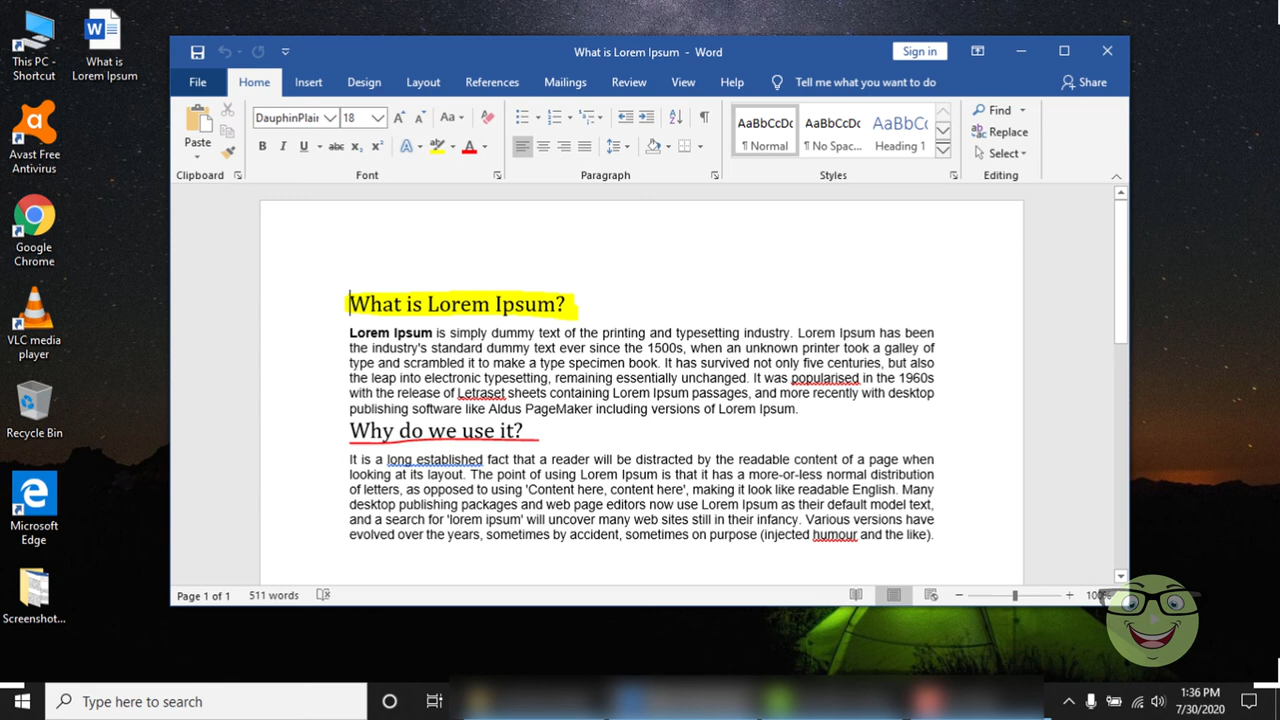 This PC -
Shortcut
What is
Lorem Ipsum
Avast Free
Antivirus
Google
Chrome
VLC media
player
Recycle Bin
Microsoft
Edge
Screenshot...
What is Lorem Ipsum - Word
Sign in
File Home Insert Design Layout References Mailings Review View Help Tell me what you want to do Share
Paste
DauphinPlair 18
Aa
B I U abc x₂ x²
AaBbCcDc AaBbCcDc AaBbCc
¶ Normal ¶ No Spac... Heading 1
Find
Replace
Select
Clipboard Font Paragraph Styles Editing
What is Lorem Ipsum?
Lorem Ipsum is simply dummy text of the printing and typesetting industry. Lorem Ipsum has been
the industry's standard dummy text ever since the 1500s, when an unknown printer took a galley of
type and scrambled it to make a type specimen book. It has survived not only five centuries, but also
the leap into electronic typesetting, remaining essentially unchanged. It was popularised in the 1960s
with the release of Letraset sheets containing Lorem Ipsum passages, and more recently with desktop
publishing software like Aldus PageMaker including versions of Lorem Ipsum.
Why do we use it?
It is a long established fact that a reader will be distracted by the readable content of a page when
looking at its layout. The point of using Lorem Ipsum is that it has a more-or-less normal distribution
of letters, as opposed to using 'Content here, content here', making it look like readable English. Many
desktop publishing packages and web page editors now use Lorem Ipsum as their default model text,
and a search for 'lorem ipsum' will uncover many web sites still in their infancy. Various versions have
evolved over the years, sometimes by accident, sometimes on purpose (injected humour and the like).
Page 1 of 1 511 words
100%
Type here to search
1:36 PM
7/30/2020